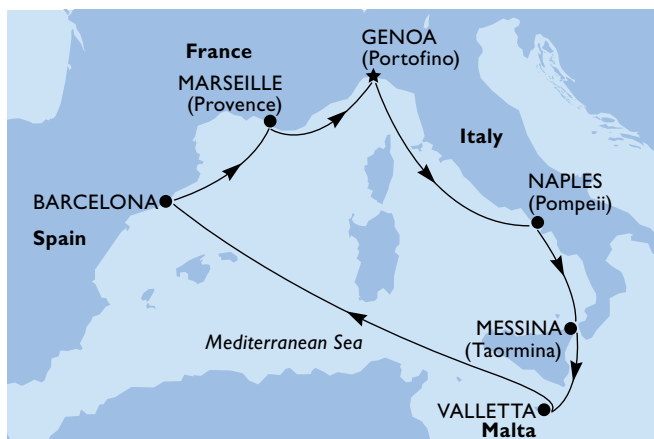 GENOA
(Portofino)
France
MARSEILLE
(Provence)
Italy
NAPLES
(Pompeii)
BARCELONA
Spain
MESSINA
(Taormina)
Mediterranean Sea
VALLETTA
Malta